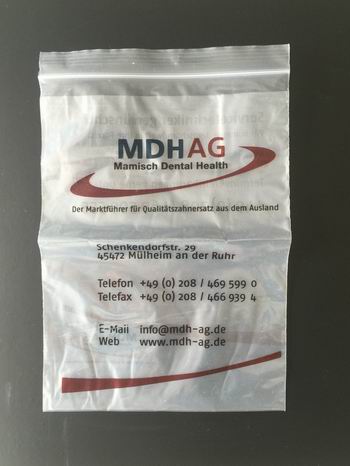 MDHAG
Mamisch Dental Health
Der Marktführer für Qualitätszahnersatz aus dem Ausland
Schenkendorfstr. 29
45472 Mülheim an der Ruhr
Telefon +49 (0) 208 / 469 599 0
Telefax +49 (0) 208 / 466 939 4
E-Mail info@mdh-ag.de
Web www.mdh-ag.de